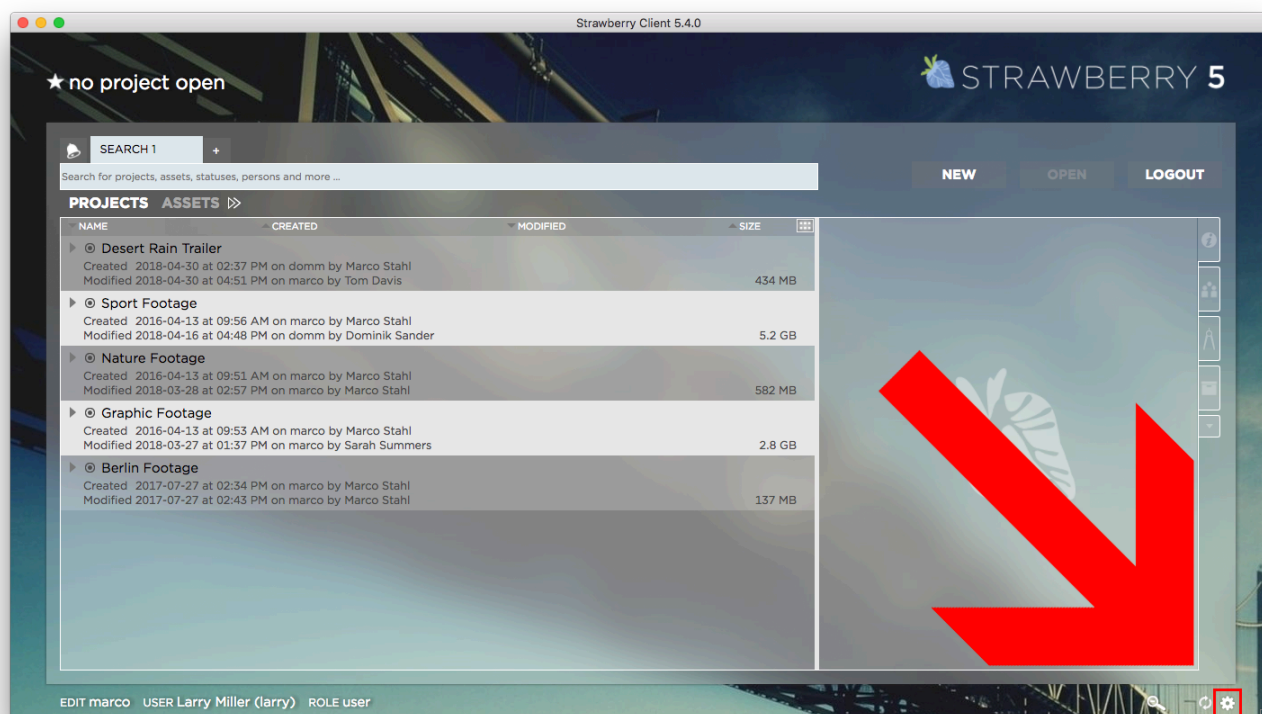 Strawberry Client 5.4.0
no project open
STRAWBERRY 5
SEARCH 1 +
Search for projects, assets, statuses, persons and more ...
NEW OPEN LOGOUT
PROJECTS ASSETS
NAME CREATED MODIFIED SIZE
Desert Rain Trailer
Created 2018-04-30 at 02:37 PM on domm by Marco Stahl
Modified 2018-04-30 at 04:51 PM on marco by Tom Davis 434 MB
Sport Footage
Created 2016-04-13 at 09:56 AM on marco by Marco Stahl
Modified 2018-04-16 at 04:48 PM on domm by Dominik Sander 5.2 GB
Nature Footage
Created 2016-04-13 at 09:51 AM on marco by Marco Stahl
Modified 2018-03-28 at 02:57 PM on marco by Marco Stahl 582 MB
Graphic Footage
Created 2016-04-13 at 09:53 AM on marco by Marco Stahl
Modified 2018-03-27 at 01:37 PM on marco by Sarah Summers 2.8 GB
Berlin Footage
Created 2017-07-27 at 02:34 PM on marco by Marco Stahl
Modified 2017-07-27 at 02:43 PM on marco by Marco Stahl 137 MB
EDIT marco USER Larry Miller (larry) ROLE user